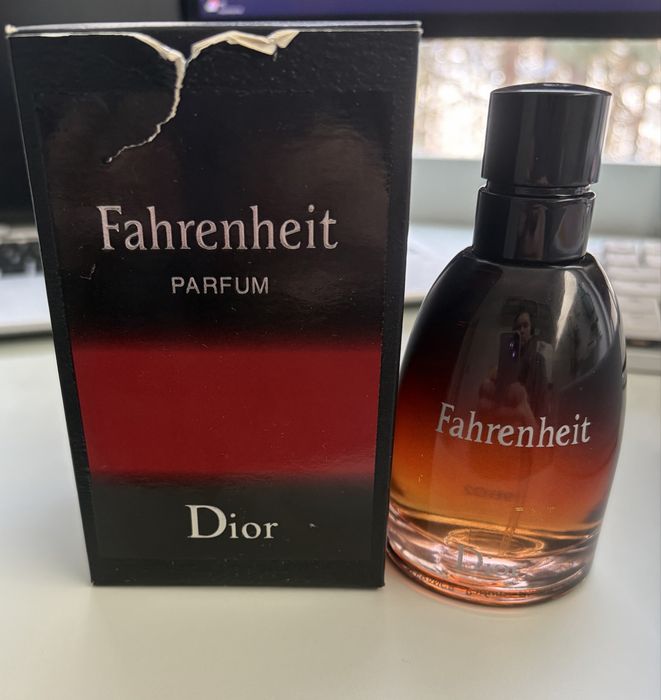 Fahrenheit
PARFUM
Dior
Fahrenheit
Dior